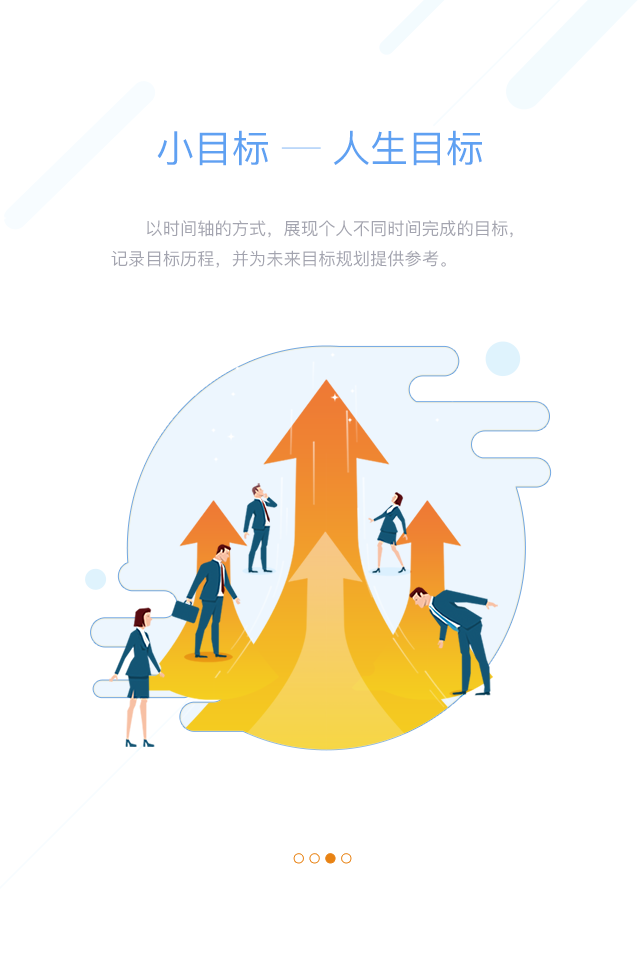 小目标 — 人生目标
以时间轴的方式，展现个人不同时间完成的目标，
记录目标历程，并为未来目标规划提供参考。